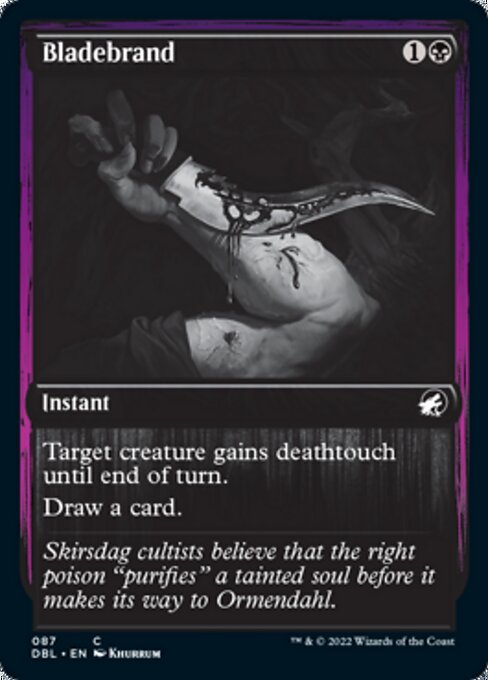 Bladebrand 1
Instant
Target creature gains deathtouch
until end of turn.
Draw a card.
Skirsdag cultists believe that the right
poison “purifies” a tainted soul before it
makes its way to Ormendahl.
087 C
DBL • EN Khurrum
™ & © 2022 Wizards of the Coast